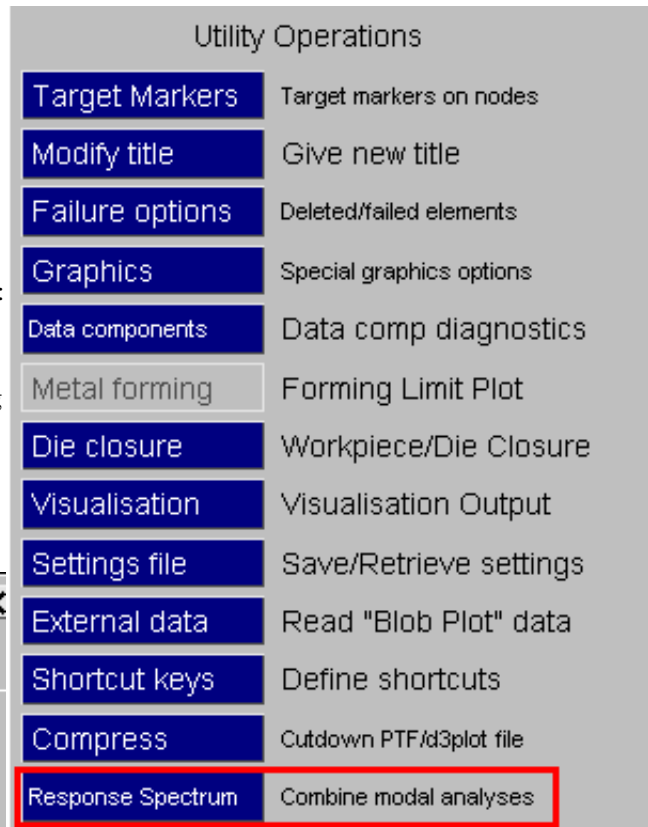 Utility Operations
Target Markers Target markers on nodes
Modify title Give new title
Failure options Deleted/failed elements
Graphics Special graphics options
Data components Data comp diagnostics
Metal forming Forming Limit Plot
Die closure Workpiece/Die Closure
Visualisation Visualisation Output
Settings file Save/Retrieve settings
External data Read "Blob Plot" data
Shortcut keys Define shortcuts
Compress Cutdown PTF/d3plot file
Response Spectrum Combine modal analyses